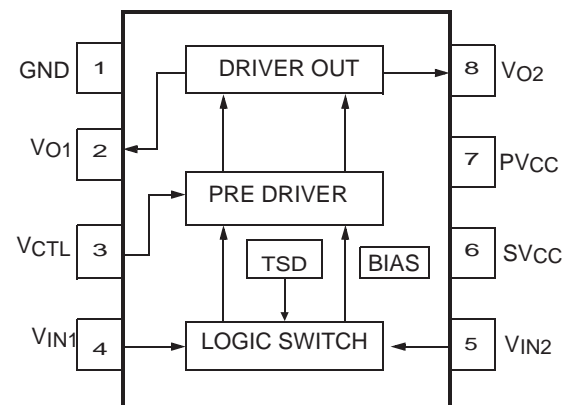 GND 1 DRIVER OUT 8 VO2
VO1 2 7 PVCC
VCTL 3 PRE DRIVER 6 SVCC
TSD BIAS
VIN1 4 LOGIC SWITCH 5 VIN2